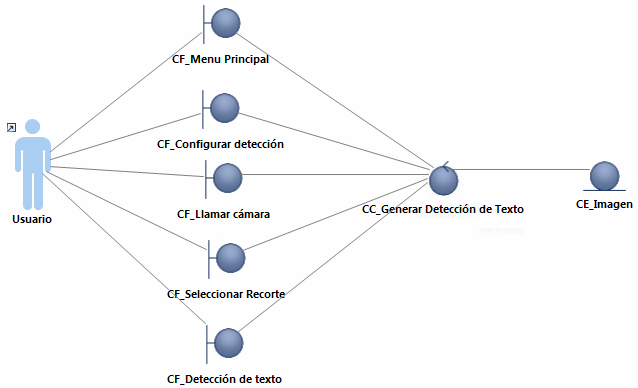 CF_Menu Principal
CF_Configurar detección
Usuario
CF_Llamar cámara
CC_Generar Detección de Texto
CE_Imagen
CF_Seleccionar Recorte
CF_Detección de texto